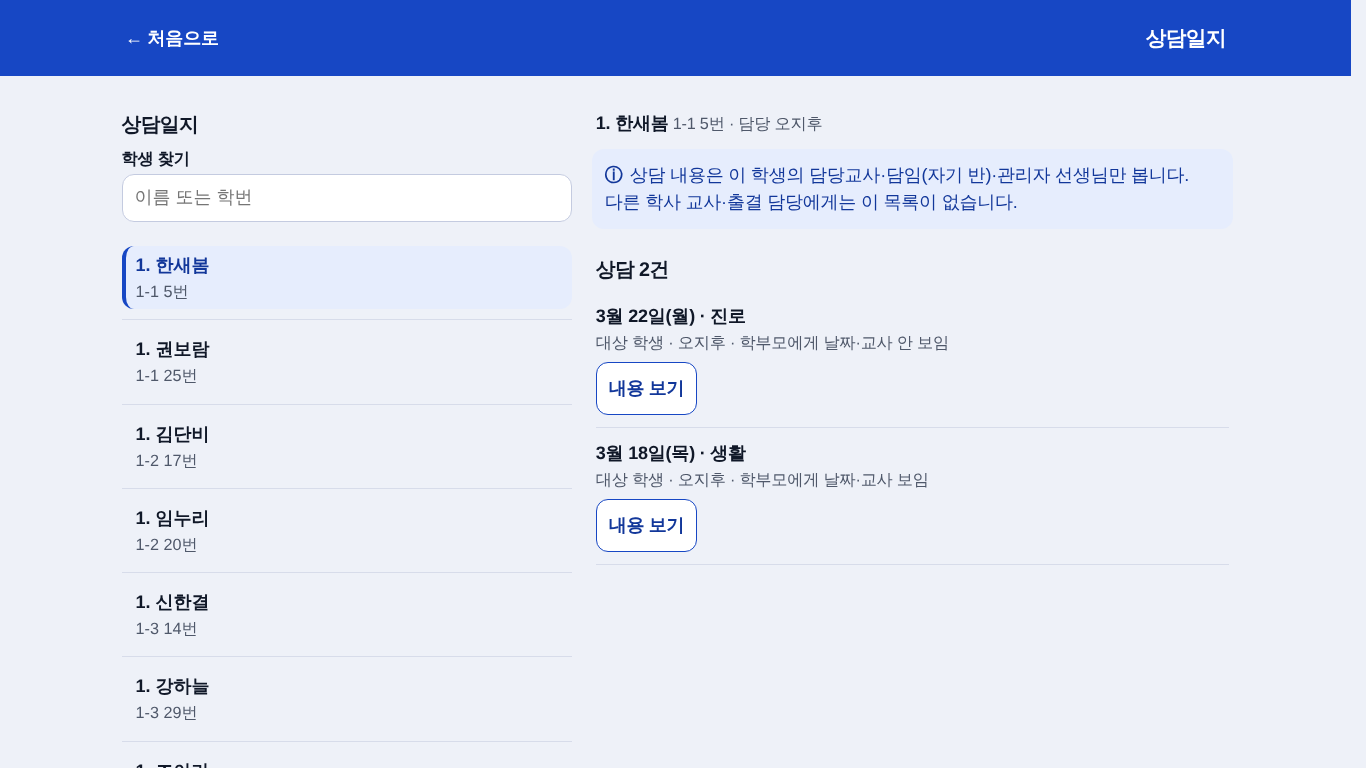 ← 처음으로
상담일지
상담일지
학생 찾기
이름 또는 학번
1. 한새봄
1-1 5번
1. 권보람
1-1 25번
1. 김단비
1-2 17번
1. 임누리
1-2 20번
1. 신한결
1-3 14번
1. 강하늘
1-3 29번
1. 한새봄 1-1 5번 · 담당 오지후
ⓘ 상담 내용은 이 학생의 담당교사·담임(자기 반)·관리자 선생님만 봅니다.
다른 학사 교사·출결 담당에게는 이 목록이 없습니다.
상담 2건
3월 22일(월) · 진로
대상 학생 · 오지후 · 학부모에게 날짜·교사 안 보임
내용 보기
3월 18일(목) · 생활
대상 학생 · 오지후 · 학부모에게 날짜·교사 보임
내용 보기